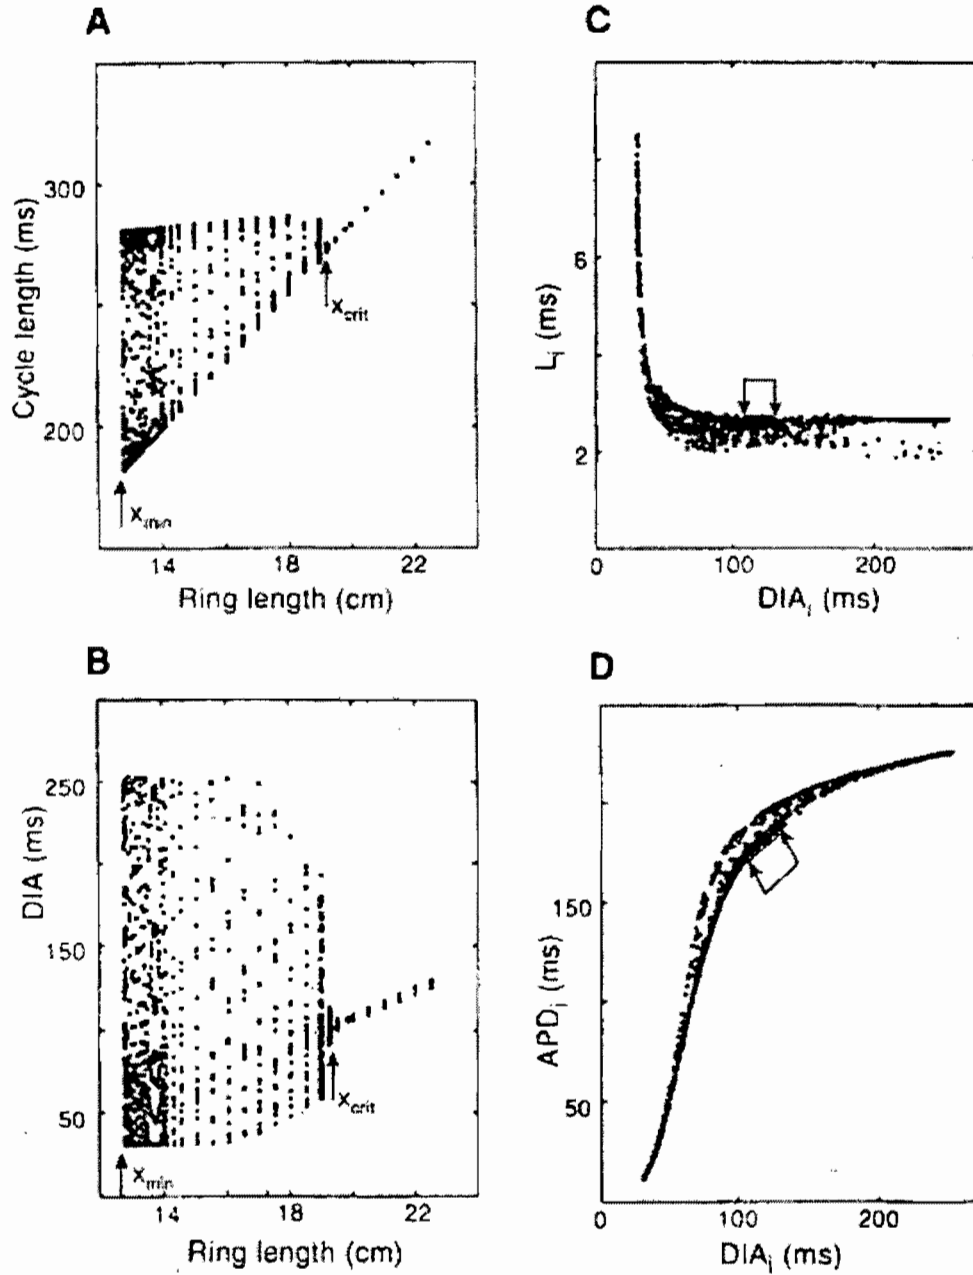 A
Cycle length (ms)
300
200
X_crit
X_min
14 18 22
Ring length (cm)
C
L_i (ms)
6
2
0 100 200
DIA_i (ms)
B
DIA (ms)
250
150
50
X_crit
X_min
14 18 22
Ring length (cm)
D
APD_i (ms)
150
50
0 100 200
DIA_i (ms)